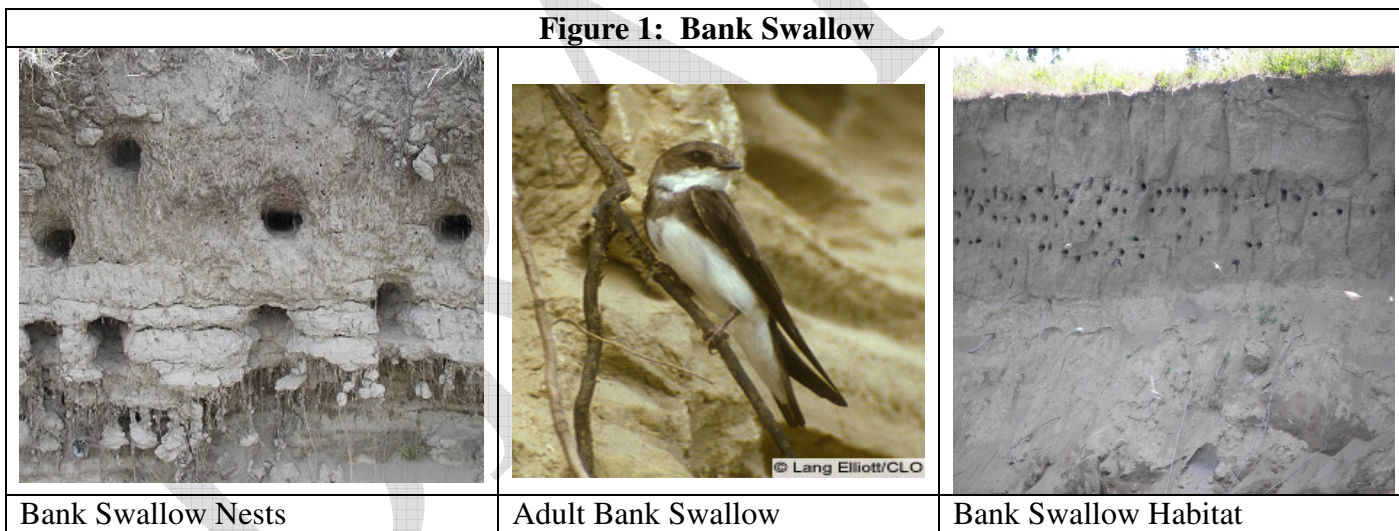 Figure 1: Bank Swallow
© Lang Elliott/CLO
Bank Swallow Nests
Adult Bank Swallow
Bank Swallow Habitat